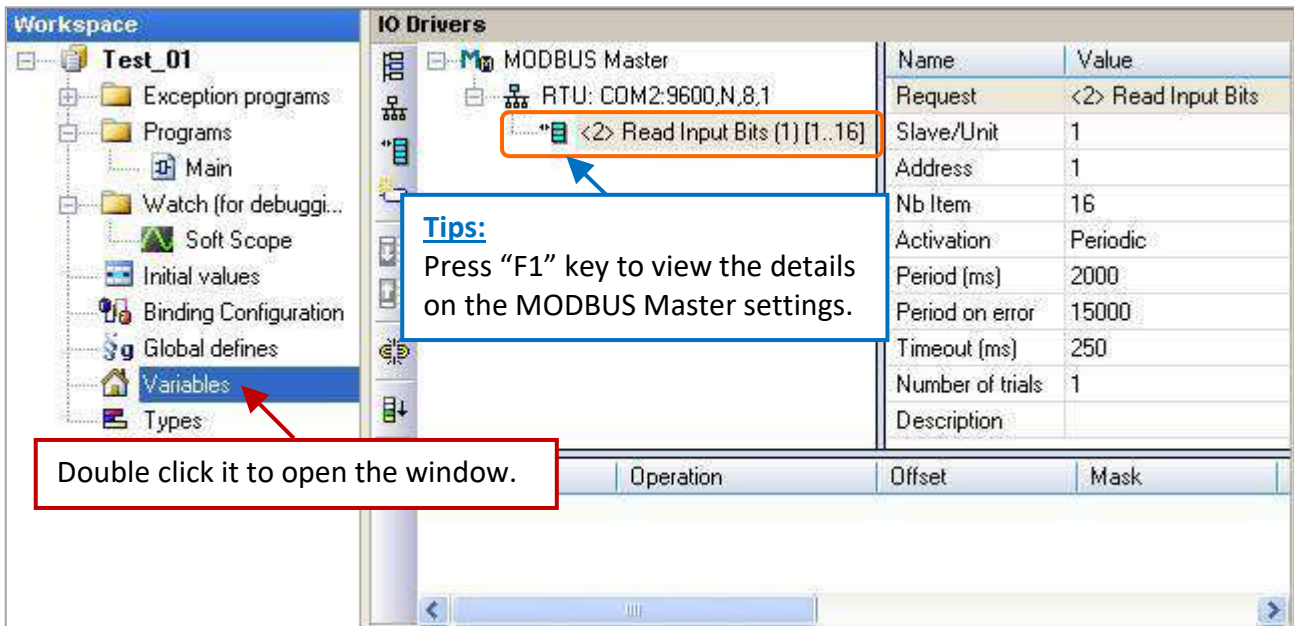 Workspace
Test_01
Exception programs
Programs
Main
Watch (for debuggi...
Soft Scope
Initial values
Binding Configuration
Global defines
Variables
Types
Double click it to open the window.
IO Drivers
MODBUS Master
RTU: COM2:9600,N,8,1
<2> Read Input Bits (1) [1..16]
Tips:
Press “F1” key to view the details
on the MODBUS Master settings.
Name Value
Request <2> Read Input Bits
Slave/Unit 1
Address 1
Nb Item 16
Activation Periodic
Period (ms) 2000
Period on error 15000
Timeout (ms) 250
Number of trials 1
Description
Operation Offset Mask